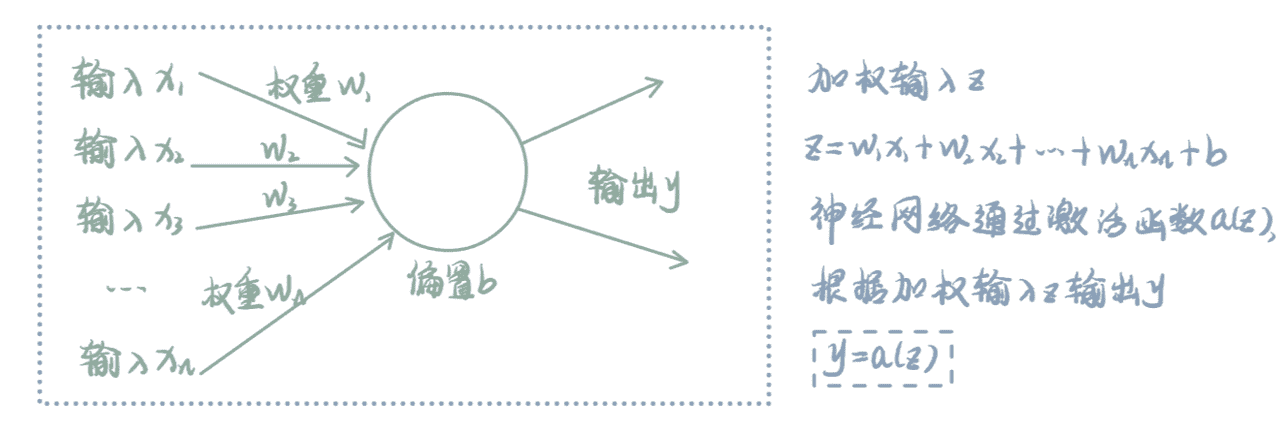 输入x₁
权重w₁
输入x₂
w₂
输入x₃
w₃
...
权重wₙ
输入xₙ
偏置b
输出y
加权输入z
z=w₁x₁+w₂x₂+...+wₙxₙ+b
神经网络通过激活函数a(z),
根据加权输入z输出y
y=a(z)